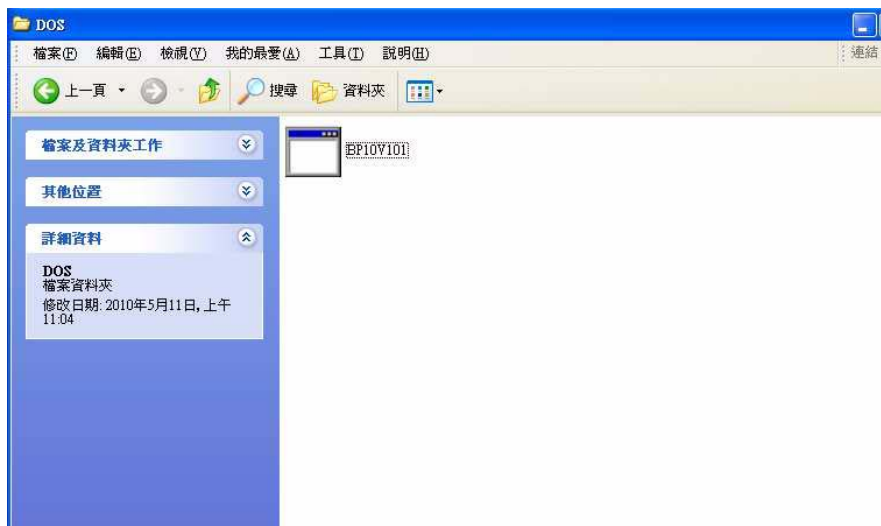 DOS
檔案(F) 編輯(E) 檢視(V) 我的最愛(A) 工具(T) 說明(H) 連結
上一頁 搜尋 資料夾
檔案及資料夾工作
其他位置
詳細資料
DOS
檔案資料夾
修改日期: 2010年5月11日, 上午
11:04
BP10V101